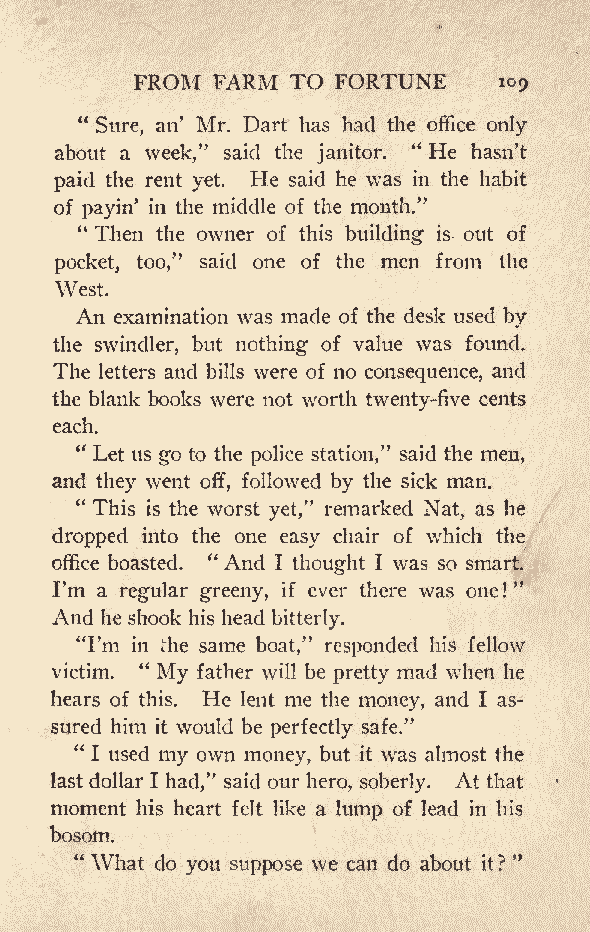 FROM FARM TO FORTUNE 109
“ Sure, an’ Mr. Dart has had the office only
about a week,” said the janitor. “ He hasn’t
paid the rent yet. He said he was in the habit
of payin’ in the middle of the month.”
“ Then the owner of this building is out of
pocket, too,” said one of the men from the
West.
An examination was made of the desk used by
the swindler, but nothing of value was found.
The letters and bills were of no consequence, and
the blank books were not worth twenty-five cents
each.
“ Let us go to the police station,” said the men,
and they went off, followed by the sick man.
“ This is the worst yet,” remarked Nat, as he
dropped into the one easy chair of which the
office boasted. “ And I thought I was so smart.
I’m a regular greeny, if ever there was one! ”
And he shook his head bitterly.
“I’m in the same boat,” responded his fellow
victim. “ My father will be pretty mad when he
hears of this. He lent me the money, and I as-
sured him it would be perfectly safe.”
“ I used my own money, but it was almost the
last dollar I had,” said our hero, soberly. At that
moment his heart felt like a lump of lead in his
bosom.
“ What do you suppose we can do about it? ”